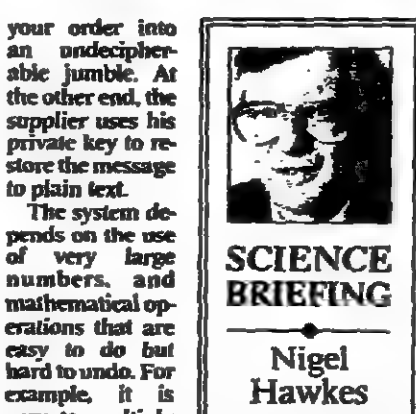 your order into
an undecipher-
able jumble. At
the other end, the
supplier uses his
private key to re-
store the message
to plain text.
The system de-
pends on the use
of very large
numbers, and
mathematical op-
erations that are
easy to do but
hard to undo. For
example, it is
SCIENCE
BRIEFING
Nigel
Hawkes